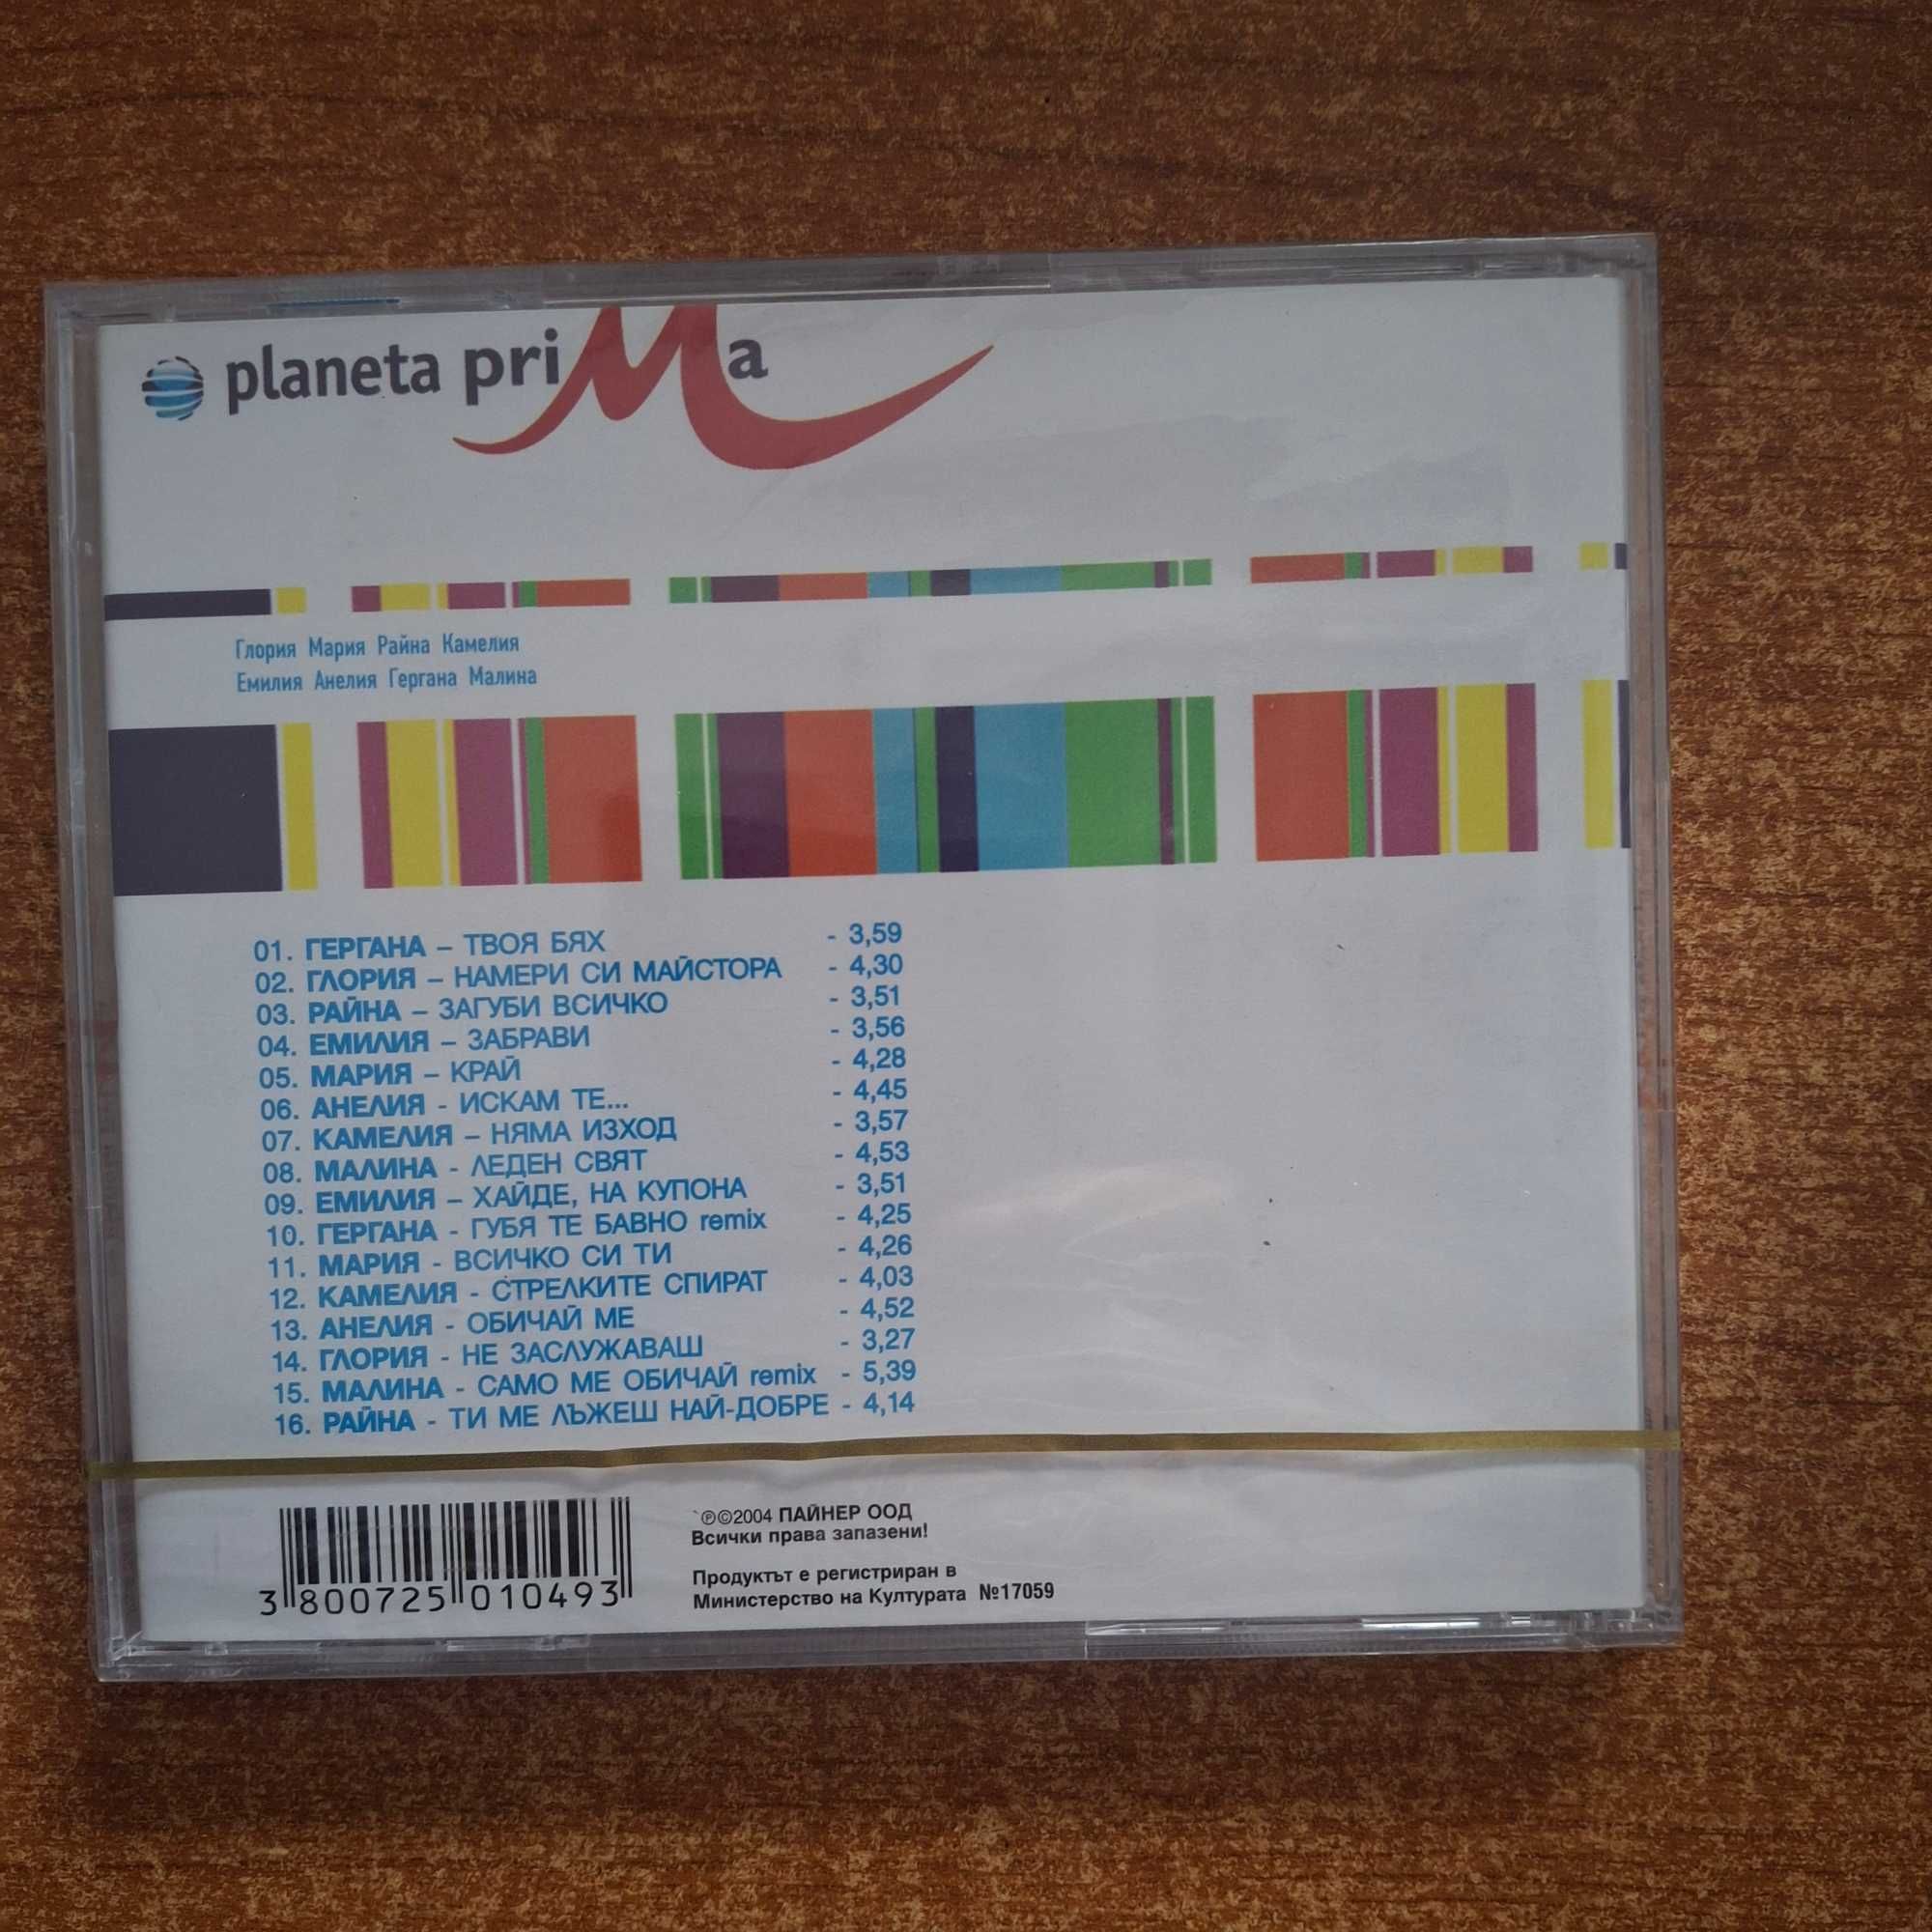 planeta priMa
Глория Мария Райна Камелия
Емилия Анелия Гергана Малина
01. ГЕРГАНА – ТВОЯ БЯХ - 3,59
02. ГЛОРИЯ – НАМЕРИ СИ МАЙСТОРА - 4,30
03. РАЙНА – ЗАГУБИ ВСИЧКО - 3,51
04. ЕМИЛИЯ – ЗАБРАВИ - 3,56
05. МАРИЯ – КРАЙ - 4,28
06. АНЕЛИЯ - ИСКАМ ТЕ... - 4,45
07. КАМЕЛИЯ – НЯМА ИЗХОД - 3,57
08. МАЛИНА - ЛЕДЕН СВЯТ - 4,53
09. ЕМИЛИЯ – ХАЙДЕ, НА КУПОНА - 3,51
10. ГЕРГАНА - ГУБЯ ТЕ БАВНО remix - 4,25
11. МАРИЯ - ВСИЧКО СИ ТИ - 4,26
12. КАМЕЛИЯ - СТРЕЛКИТЕ СПИРАТ - 4,03
13. АНЕЛИЯ - ОБИЧАЙ МЕ - 4,52
14. ГЛОРИЯ - НЕ ЗАСЛУЖАВАШ - 3,27
15. МАЛИНА - САМО МЕ ОБИЧАЙ remix - 5,39
16. РАЙНА - ТИ МЕ ЛЪЖЕШ НАЙ-ДОБРЕ - 4,14
3 800725 010493
℗©2004 ПАЙНЕР ООД
Всички права запазени!
Продуктът е регистриран в
Министерство на Културата №17059